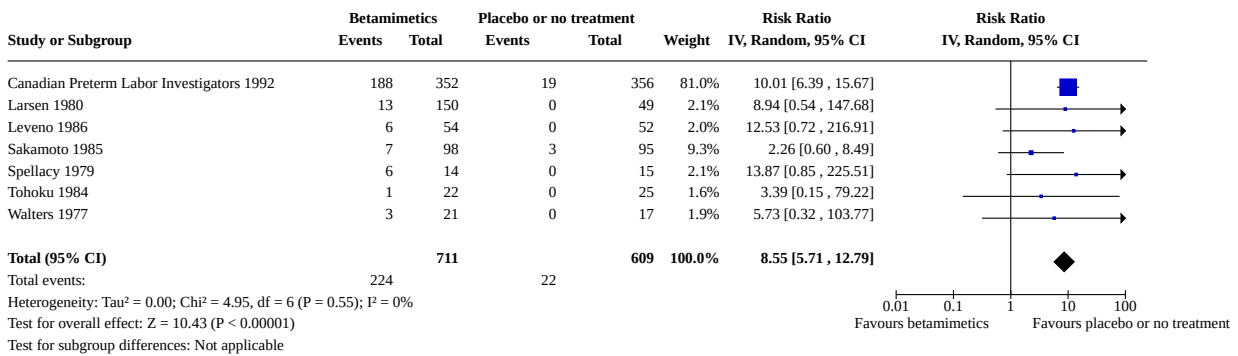 Betamimetics Placebo or no treatment Risk Ratio Risk Ratio
Study or Subgroup Events Total Events Total Weight IV, Random, 95% CI IV, Random, 95% CI
Canadian Preterm Labor Investigators 1992 188 352 19 356 81.0% 10.01 [6.39 , 15.67]
Larsen 1980 13 150 0 49 2.1% 8.94 [0.54 , 147.68]
Leveno 1986 6 54 0 52 2.0% 12.53 [0.72 , 216.91]
Sakamoto 1985 7 98 3 95 9.3% 2.26 [0.60 , 8.49]
Spellacy 1979 6 14 0 15 2.1% 13.87 [0.85 , 225.51]
Tohoku 1984 1 22 0 25 1.6% 3.39 [0.15 , 79.22]
Walters 1977 3 21 0 17 1.9% 5.73 [0.32 , 103.77]
Total (95% CI) 711 609 100.0% 8.55 [5.71 , 12.79]
Total events: 224 22
Heterogeneity: Tau² = 0.00; Chi² = 4.95, df = 6 (P = 0.55); I² = 0%
0.01 0.1 1 10 100
Test for overall effect: Z = 10.43 (P < 0.00001)
Favours betamimetics Favours placebo or no treatment
Test for subgroup differences: Not applicable